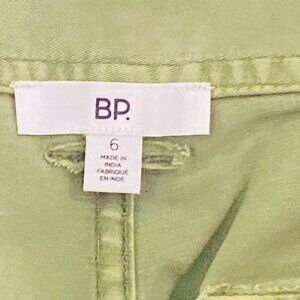 BP.
6
MADE IN
INDIA
FABRIQUÉ
EN INDE